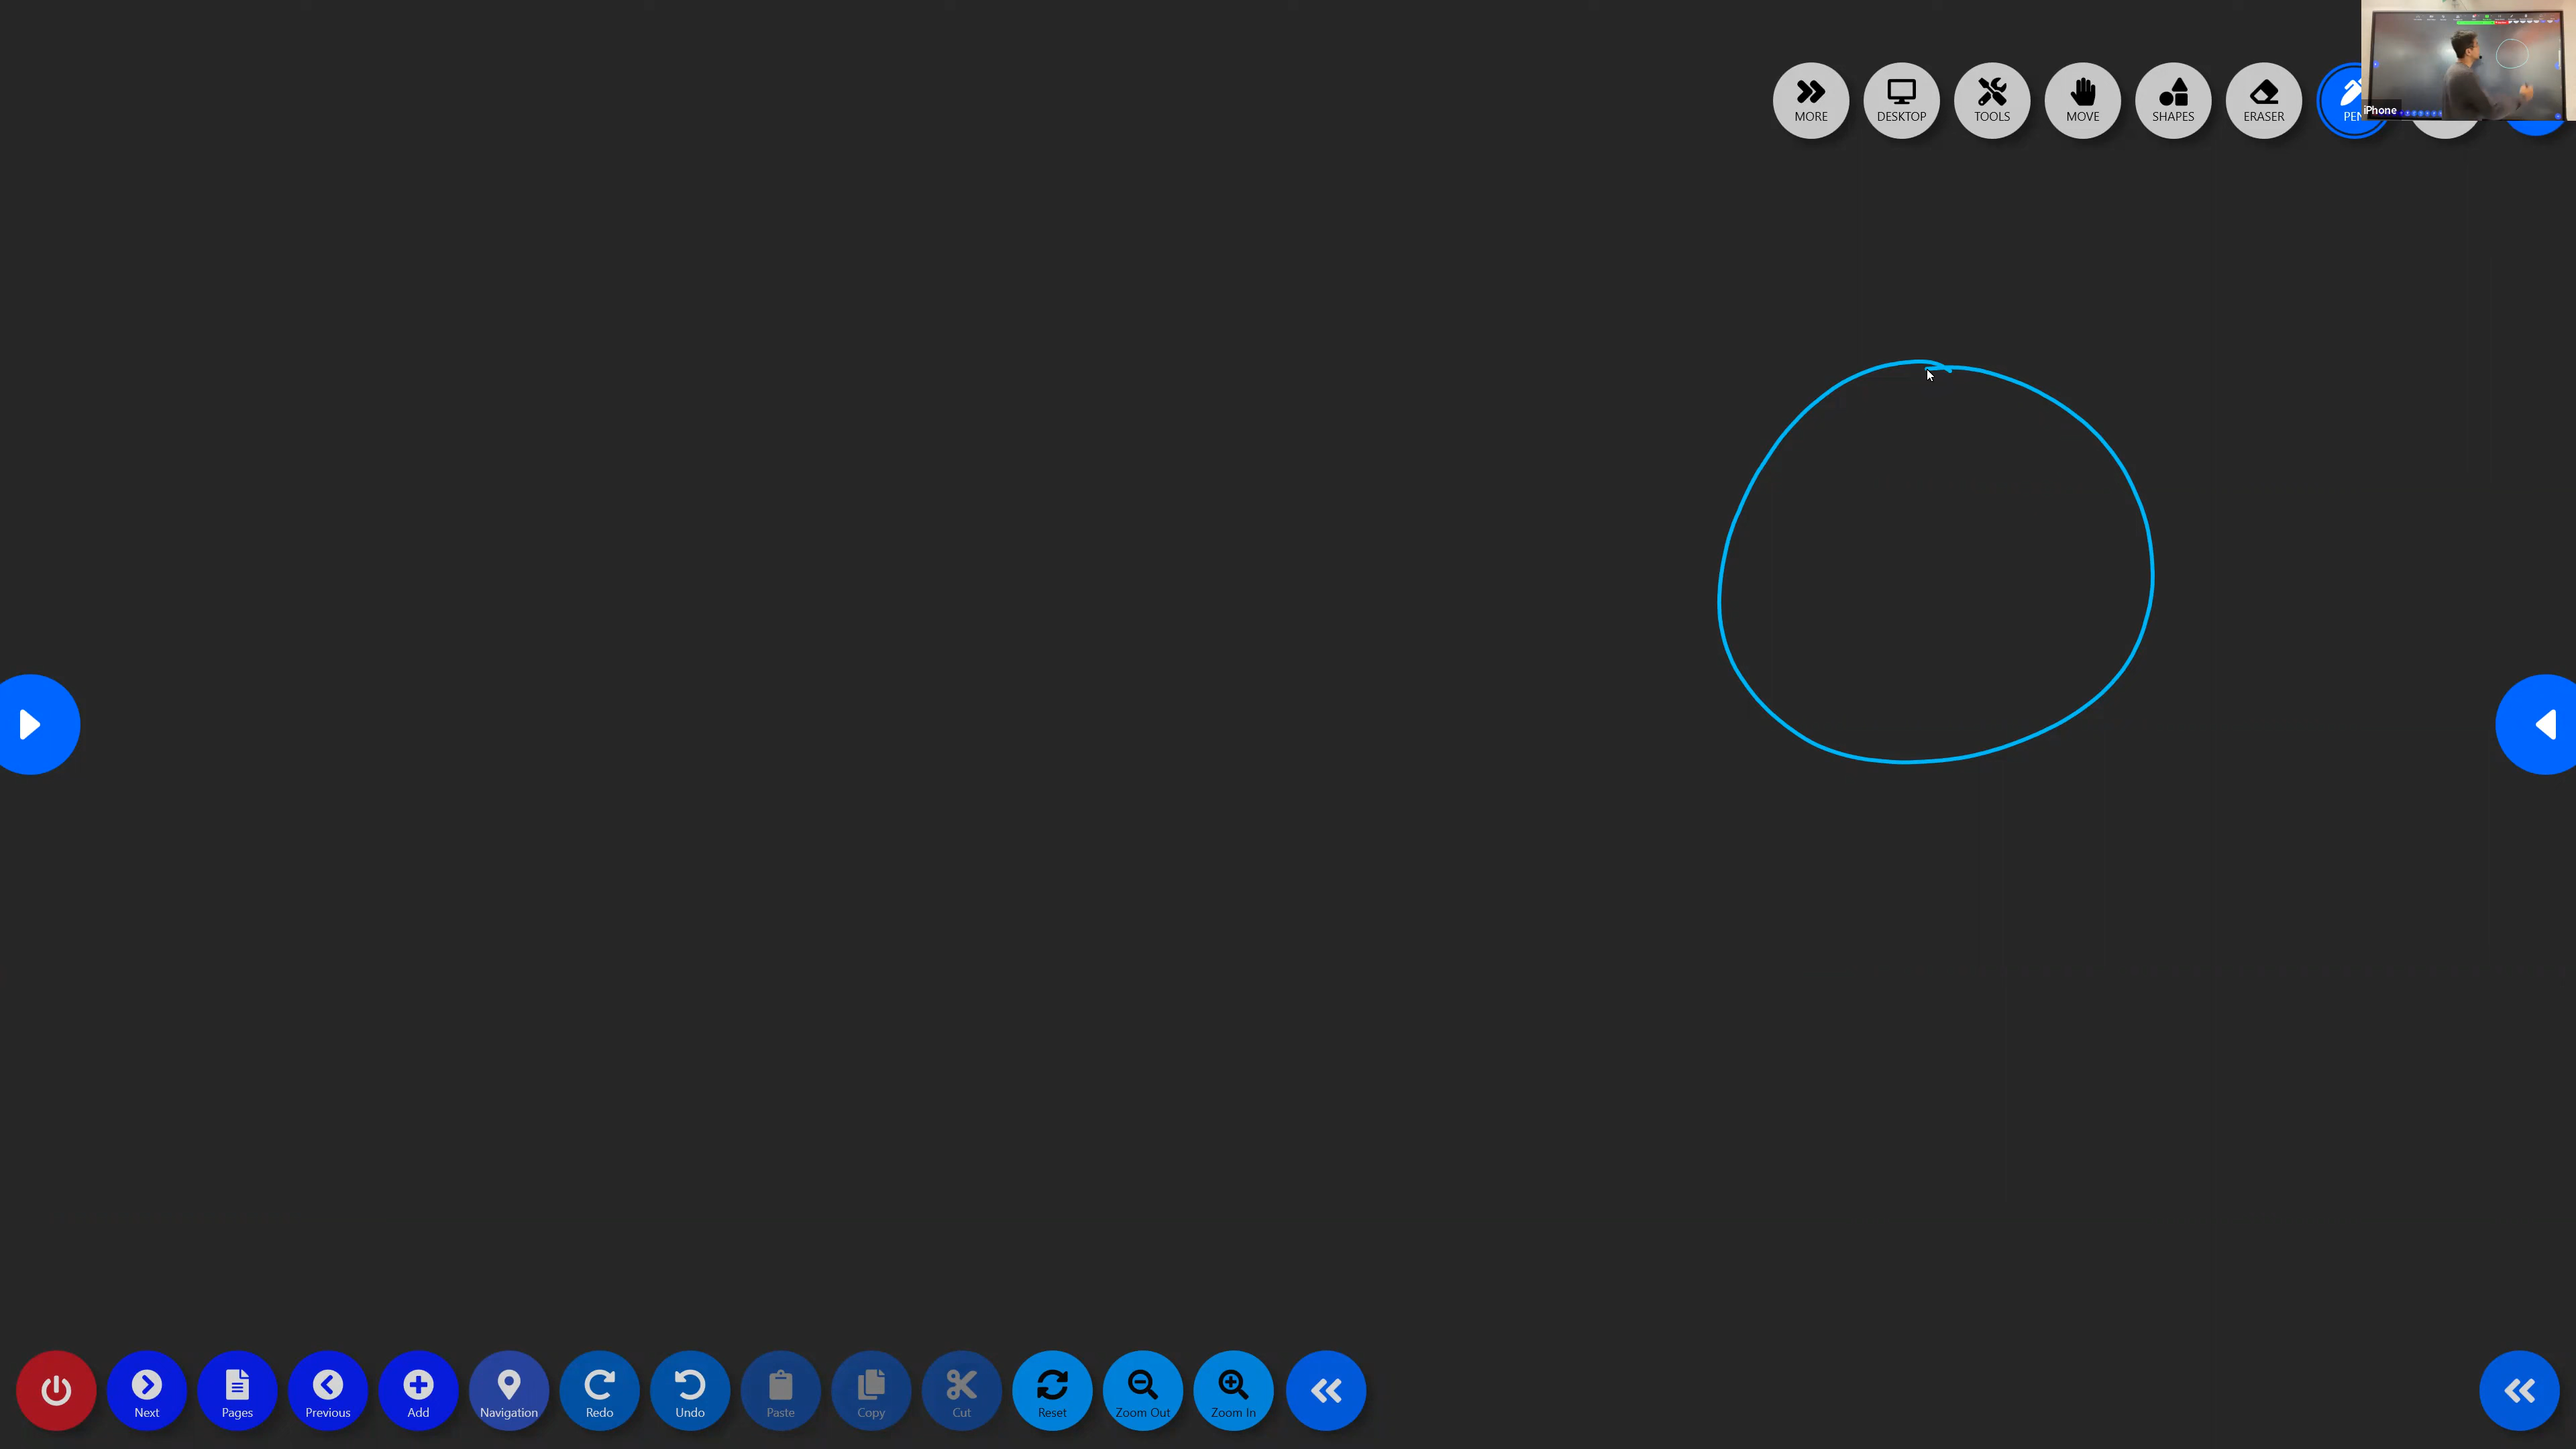 MORE DESKTOP TOOLS MOVE SHAPES ERASER PEN
iPhone
Next Pages Previous Add Navigation Redo Undo Paste Copy Cut Reset Zoom Out Zoom In